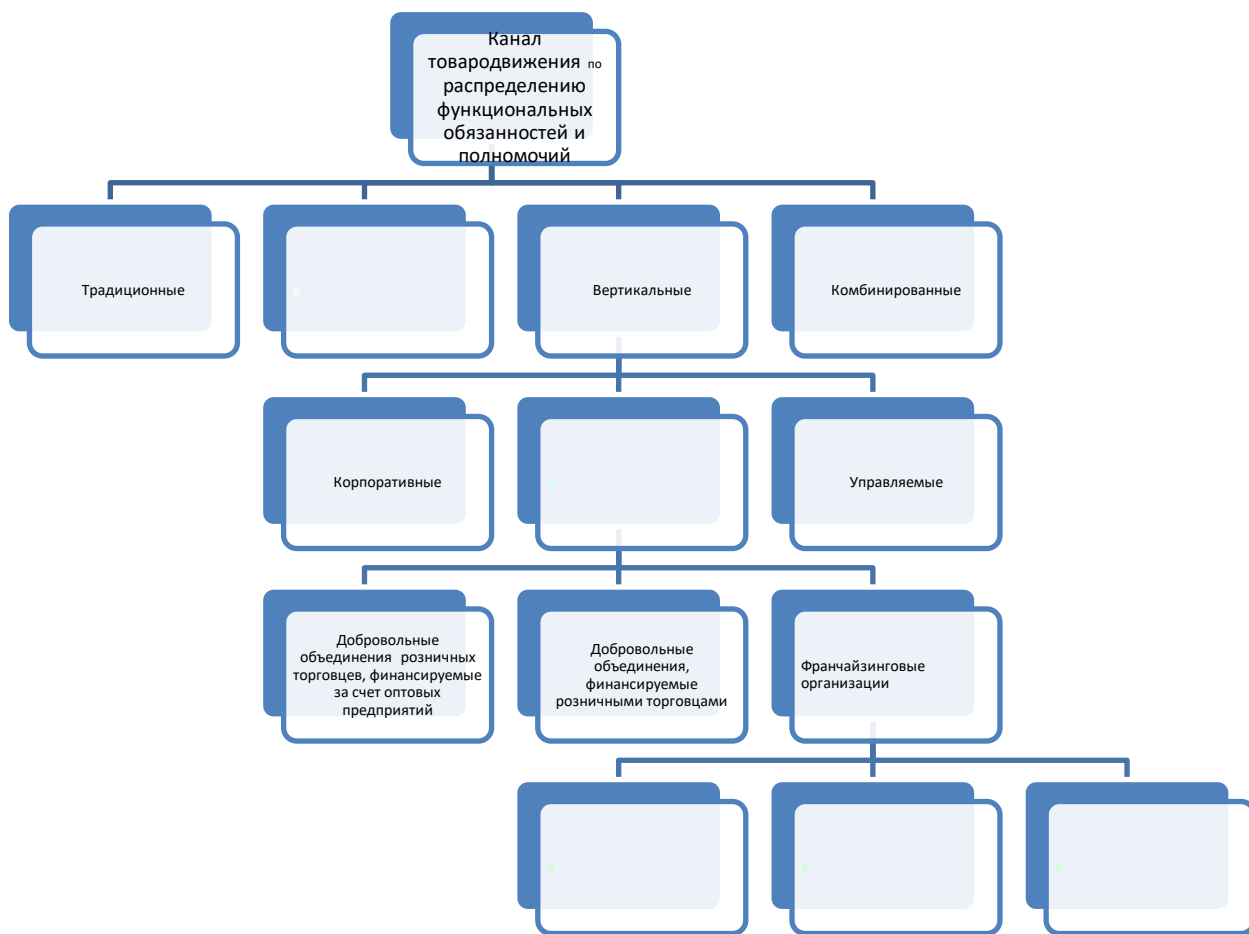 Канал
товародвижения по
распределению
функциональных
обязанностей и
полномочий
Традиционные
В
Вертикальные
Комбинированные
Корпоративные
Управляемые
Добровольные
объединения розничных
торговцев, финансируемые
за счет оптовых
предприятий
Добровольные
объединения,
финансируемые
розничными торговцами
Франчайзинговые
организации